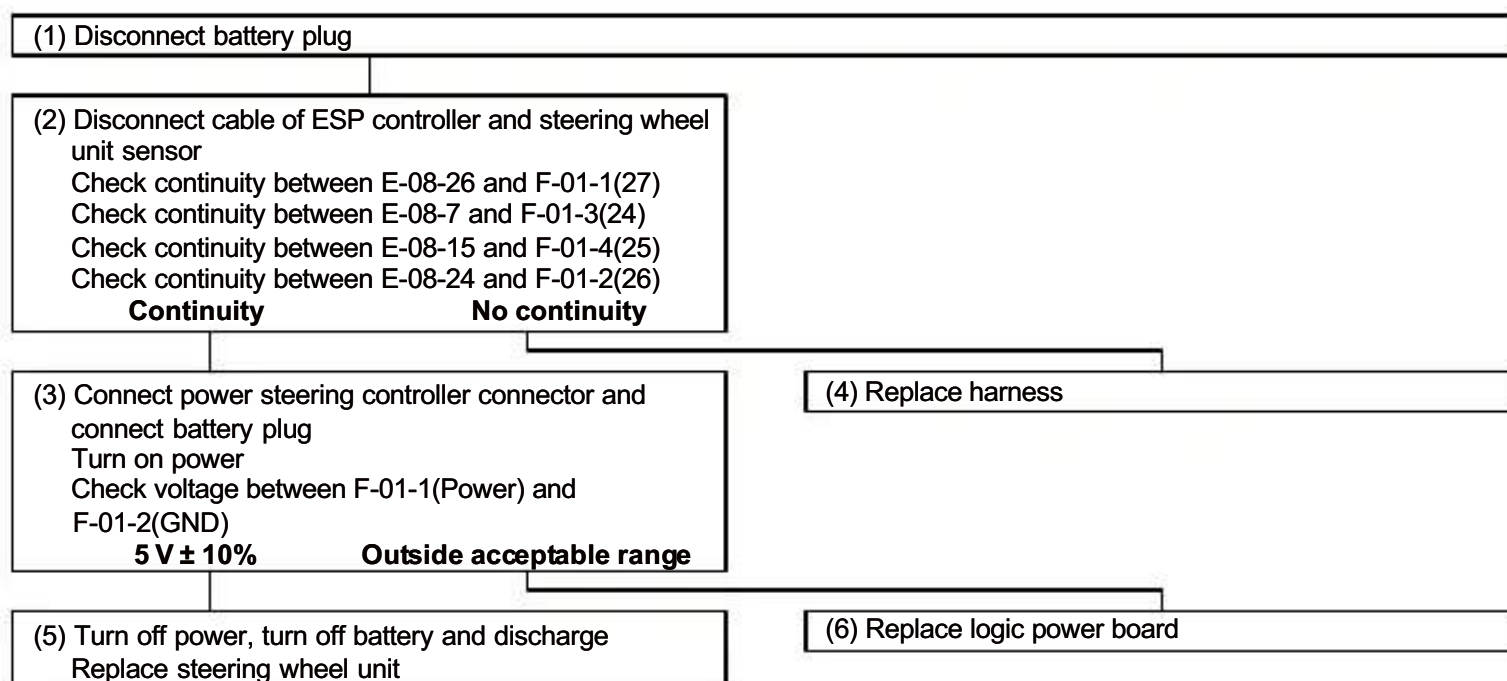 (1) Disconnect battery plug
(2) Disconnect cable of ESP controller and steering wheel
unit sensor
Check continuity between E-08-26 and F-01-1(27)
Check continuity between E-08-7 and F-01-3(24)
Check continuity between E-08-15 and F-01-4(25)
Check continuity between E-08-24 and F-01-2(26)
Continuity No continuity
(3) Connect power steering controller connector and
connect battery plug
Turn on power
Check voltage between F-01-1(Power) and
F-01-2(GND)
5 V ± 10% Outside acceptable range
(4) Replace harness
(5) Turn off power, turn off battery and discharge
Replace steering wheel unit
(6) Replace logic power board